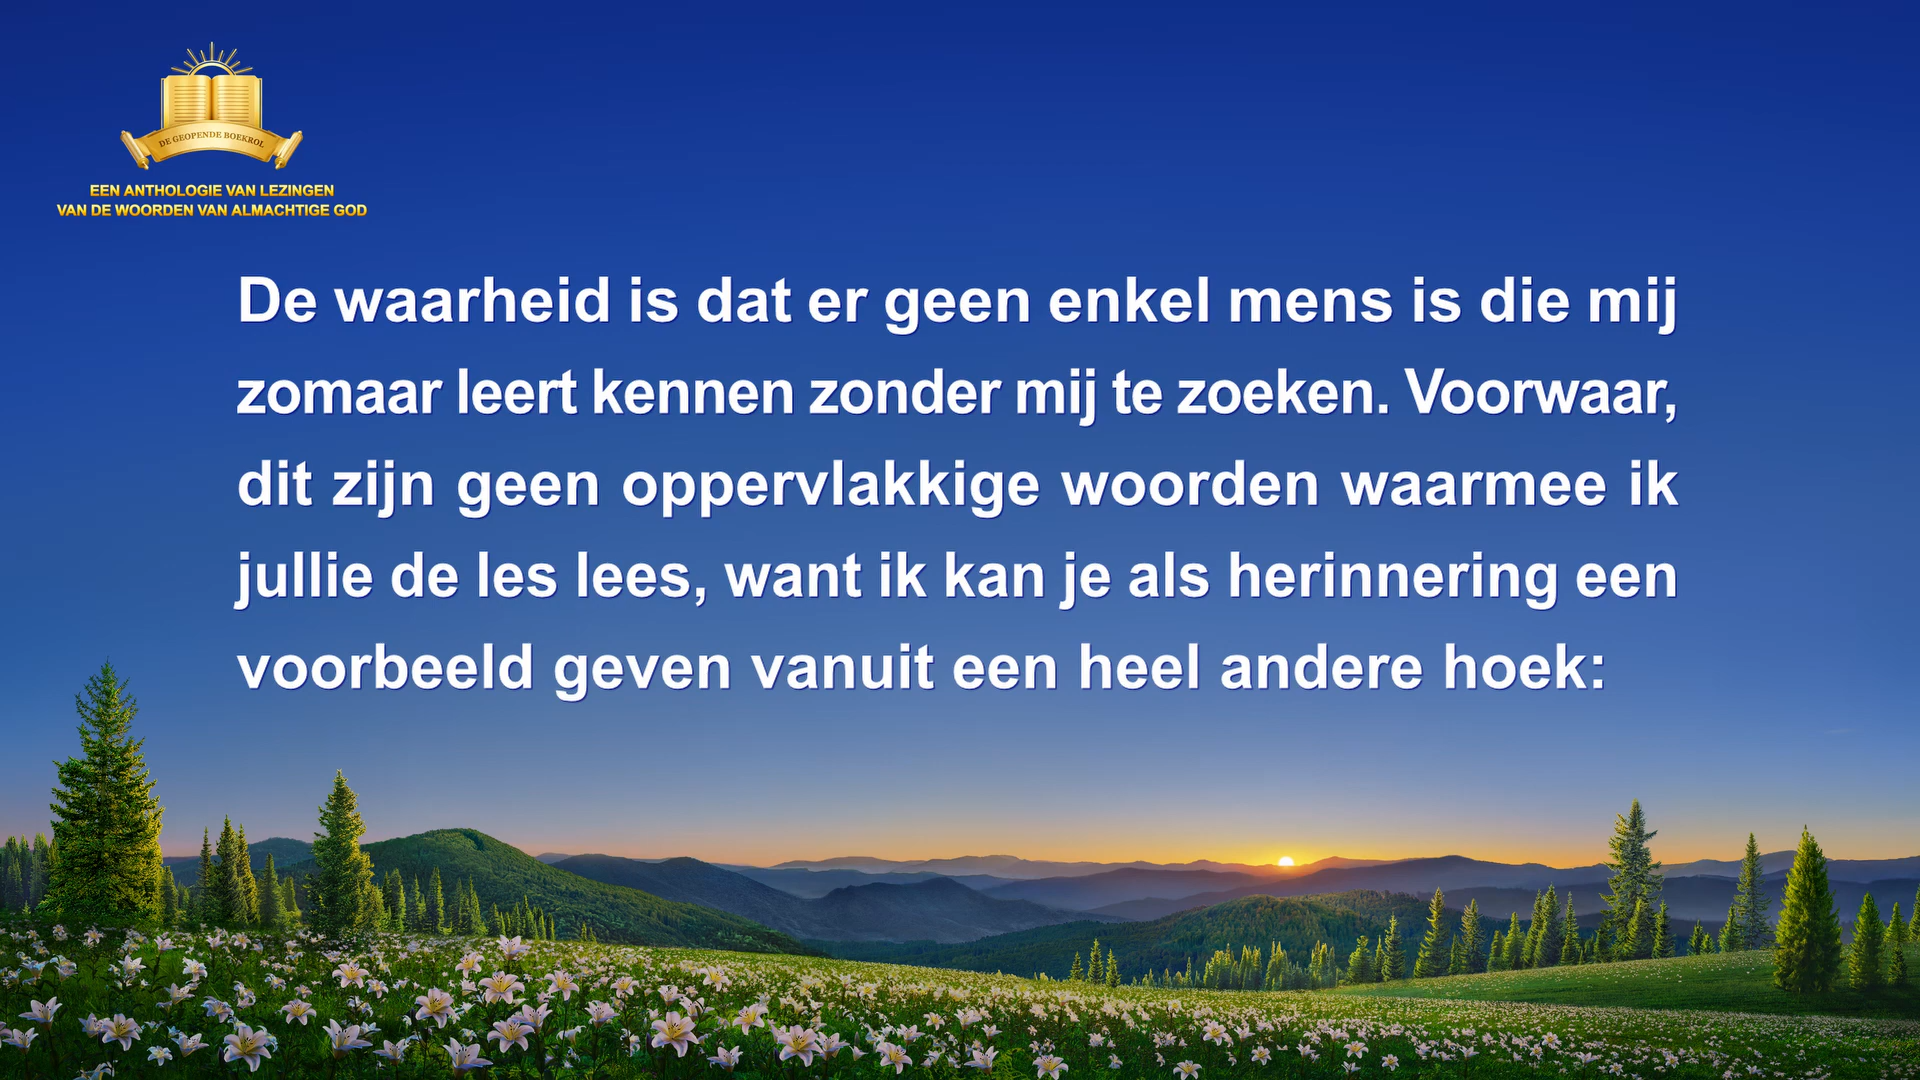 DE GEOPENDE BOEKROL
EEN ANTHOLOGIE VAN LEZINGEN
VAN DE WOORDEN VAN ALMACHTIGE GOD
De waarheid is dat er geen enkel mens is die mij
zomaar leert kennen zonder mij te zoeken. Voorwaar,
dit zijn geen oppervlakkige woorden waarmee ik
jullie de les lees, want ik kan je als herinnering een
voorbeeld geven vanuit een heel andere hoek: